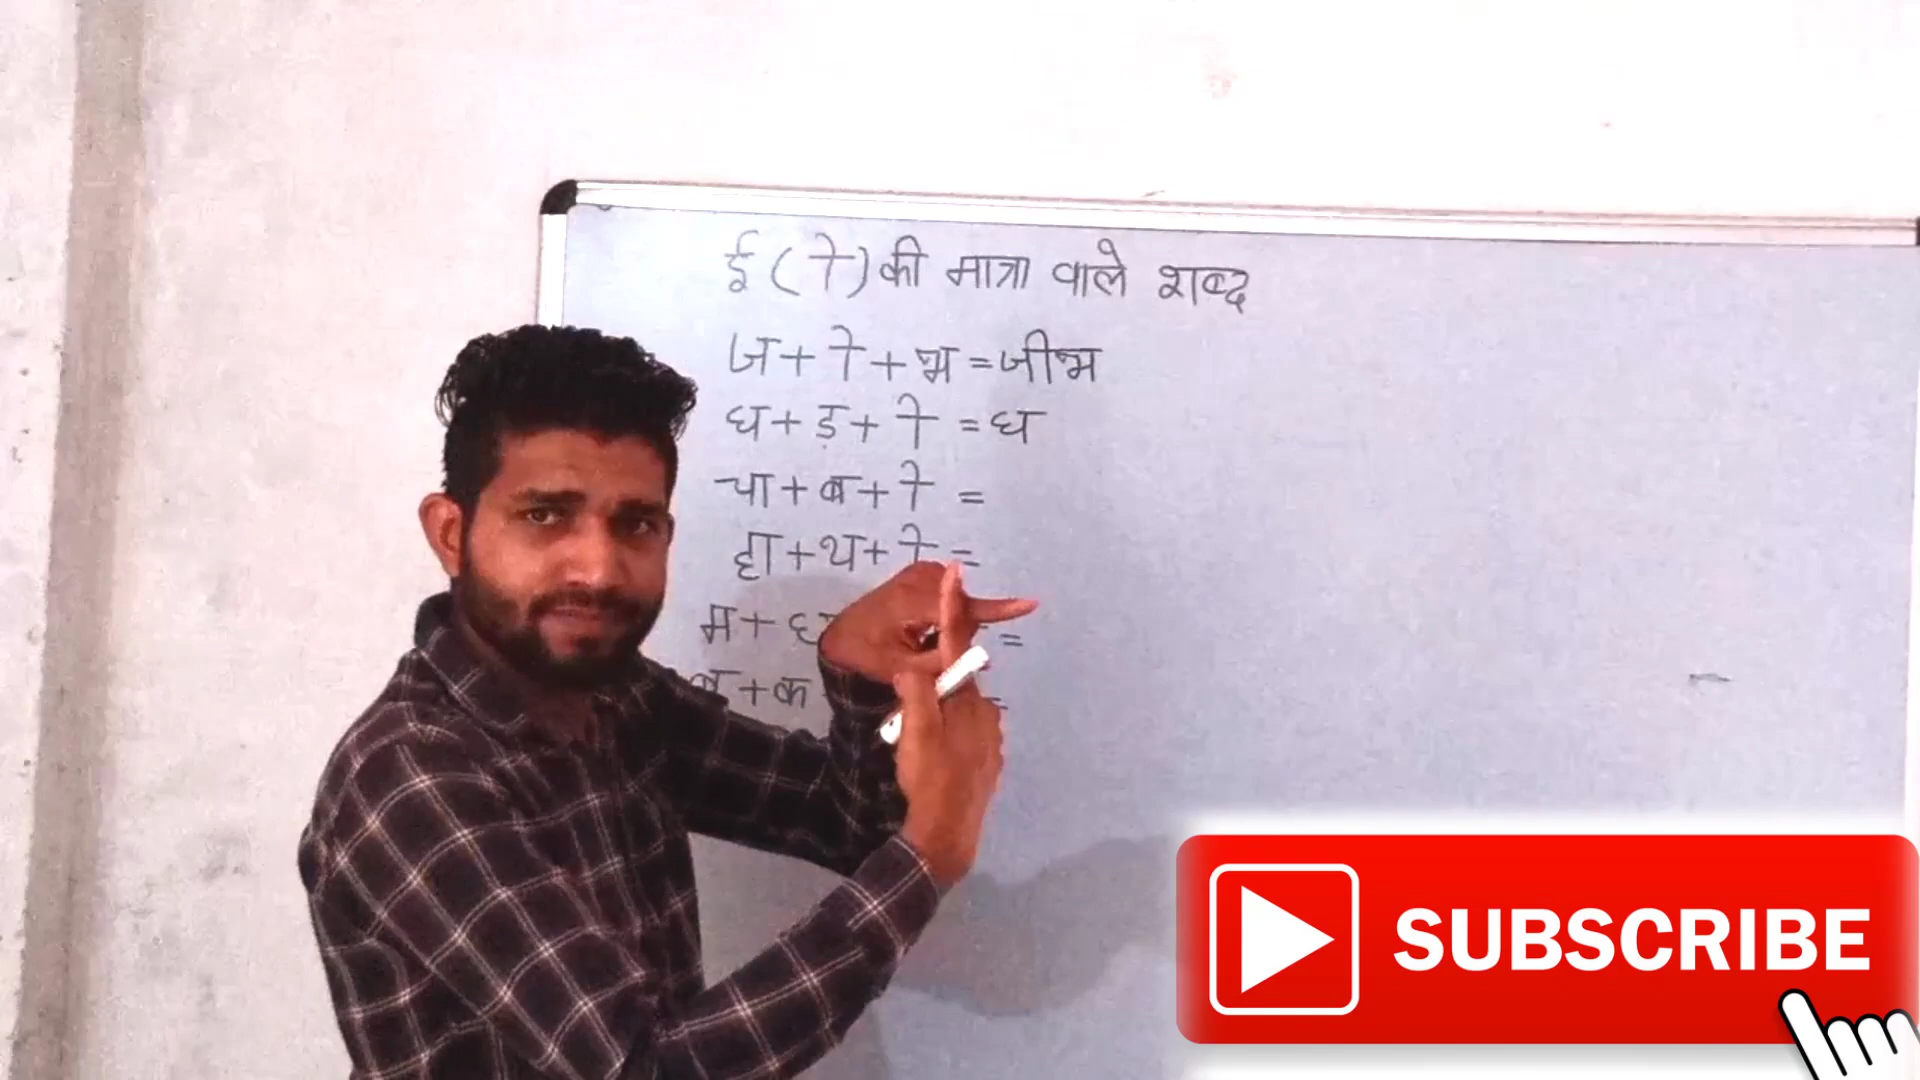 ई (ी) की मात्रा वाले शब्द
ज + ी + भ = जीभ
घ + ड़ + ी = घ
चा + ब + ी =
हा + थ + ी =
म +
=
ब + क
=
SUBSCRIBE